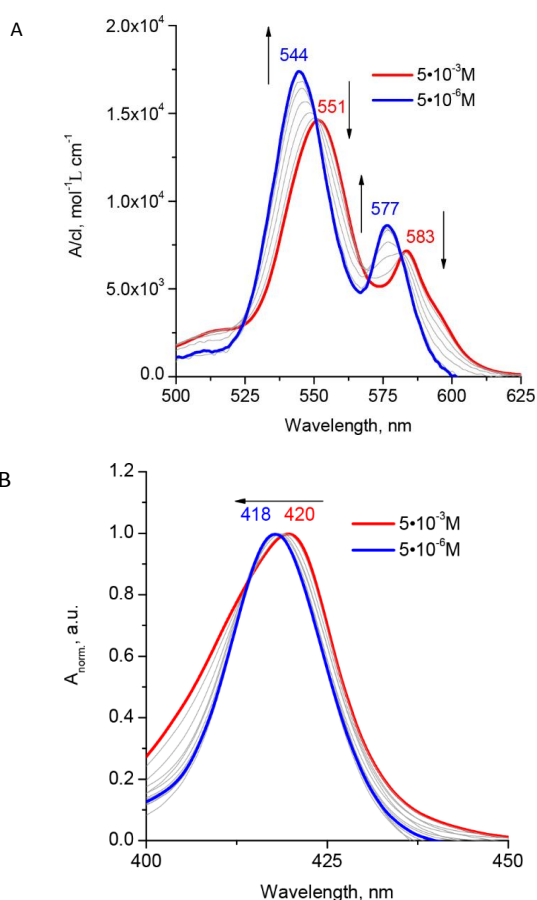 A
2.0x10⁴
1.5x10⁴
1.0x10⁴
5.0x10³
0.0
A/cl, mol⁻¹L cm⁻¹
544
551
577
583
5•10⁻³M
5•10⁻⁶M
500 525 550 575 600 625
Wavelength, nm
B
1.2
1.0
0.8
0.6
0.4
0.2
0.0
Aₙₒᵣₘ., a.u.
418 420
5•10⁻³M
5•10⁻⁶M
400 425 450
Wavelength, nm